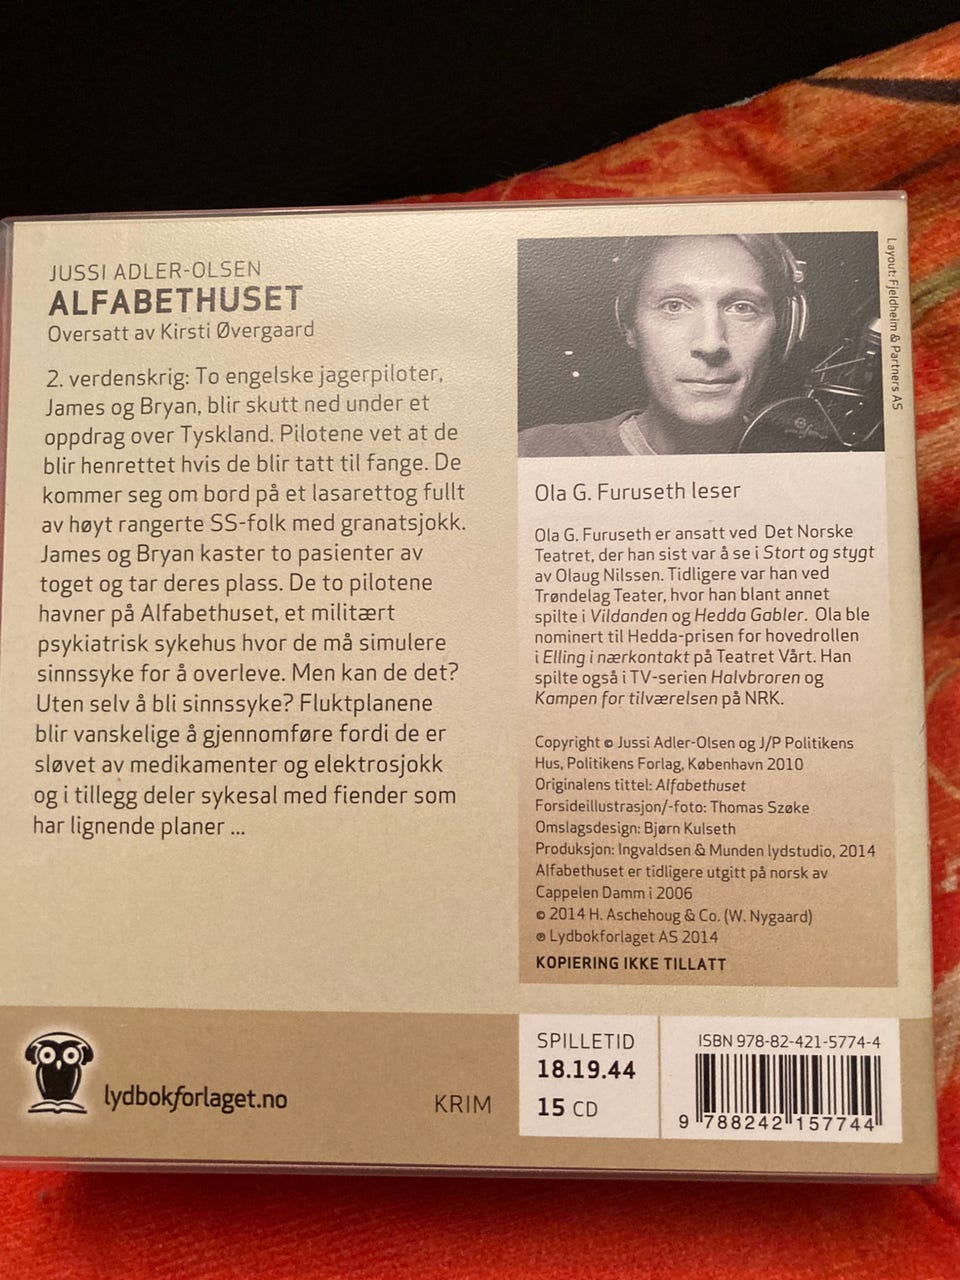 JUSSI ADLER-OLSEN
ALFABETHUSET
Oversatt av Kirsti Øvergaard
2. verdenskrig: To engelske jagerpiloter,
James og Bryan, blir skutt ned under et
oppdrag over Tyskland. Pilotene vet at de
blir henrettet hvis de blir tatt til fange. De
kommer seg om bord på et lasarettog fullt
av høyt rangerte SS-folk med granatsjokk.
James og Bryan kaster to pasienter av
toget og tar deres plass. De to pilotene
havner på Alfabethuset, et militært
psykiatrisk sykehus hvor de må simulere
sinnssyke for å overleve. Men kan de det?
Uten selv å bli sinnssyke? Fluktplanene
blir vanskelige å gjennomføre fordi de er
sløvet av medikamenter og elektrosjokk
og i tillegg deler sykesal med fiender som
har lignende planer ...
Layout: Fjeldheim & Partners AS
Ola G. Furuseth leser
Ola G. Furuseth er ansatt ved Det Norske
Teatret, der han sist var å se i Stort og stygt
av Olaug Nilssen. Tidligere var han ved
Trøndelag Teater, hvor han blant annet
spilte i Vildanden og Hedda Gabler. Ola ble
nominert til Hedda-prisen for hovedrollen
i Elling i nærkontakt på Teatret Vårt. Han
spilte også i TV-serien Halvbroren og
Kampen for tilværelsen på NRK.
Copyright © Jussi Adler-Olsen og J/P Politikens
Hus, Politikens Forlag, København 2010
Originalens tittel: Alfabethuset
Forsideillustrasjon/-foto: Thomas Szøke
Omslagsdesign: Bjørn Kulseth
Produksjon: Ingvaldsen & Munden lydstudio, 2014
Alfabethuset er tidligere utgitt på norsk av
Cappelen Damm i 2006
© 2014 H. Aschehoug & Co. (W. Nygaard)
℗ Lydbokforlaget AS 2014
KOPIERING IKKE TILLATT
lydbokforlaget.no
KRIM
SPILLETID
18.19.44
15 CD
ISBN 978-82-421-5774-4
9 788242 157744